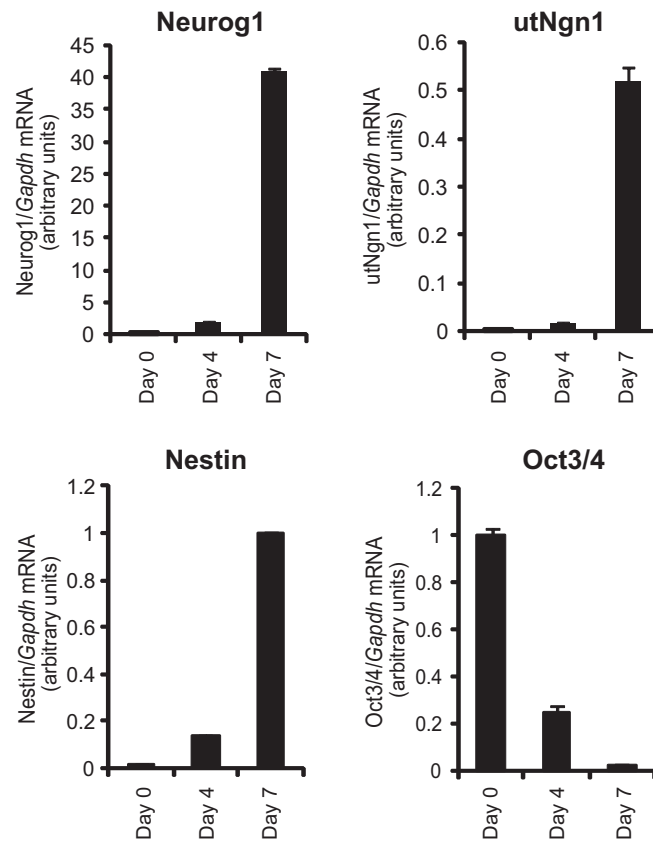 Neurog1
Neurog1/Gapdh mRNA
(arbitrary units)
45
40
35
30
25
20
15
10
5
0
Day 0
Day 4
Day 7
utNgn1
utNgn1/Gapdh mRNA
(arbitrary units)
0.6
0.5
0.4
0.3
0.2
0.1
0
Day 0
Day 4
Day 7
Nestin
Nestin/Gapdh mRNA
(arbitrary units)
1.2
1
0.8
0.6
0.4
0.2
0
Day 0
Day 4
Day 7
Oct3/4
Oct3/4/Gapdh mRNA
(arbitrary units)
1.2
1
0.8
0.6
0.4
0.2
0
Day 0
Day 4
Day 7